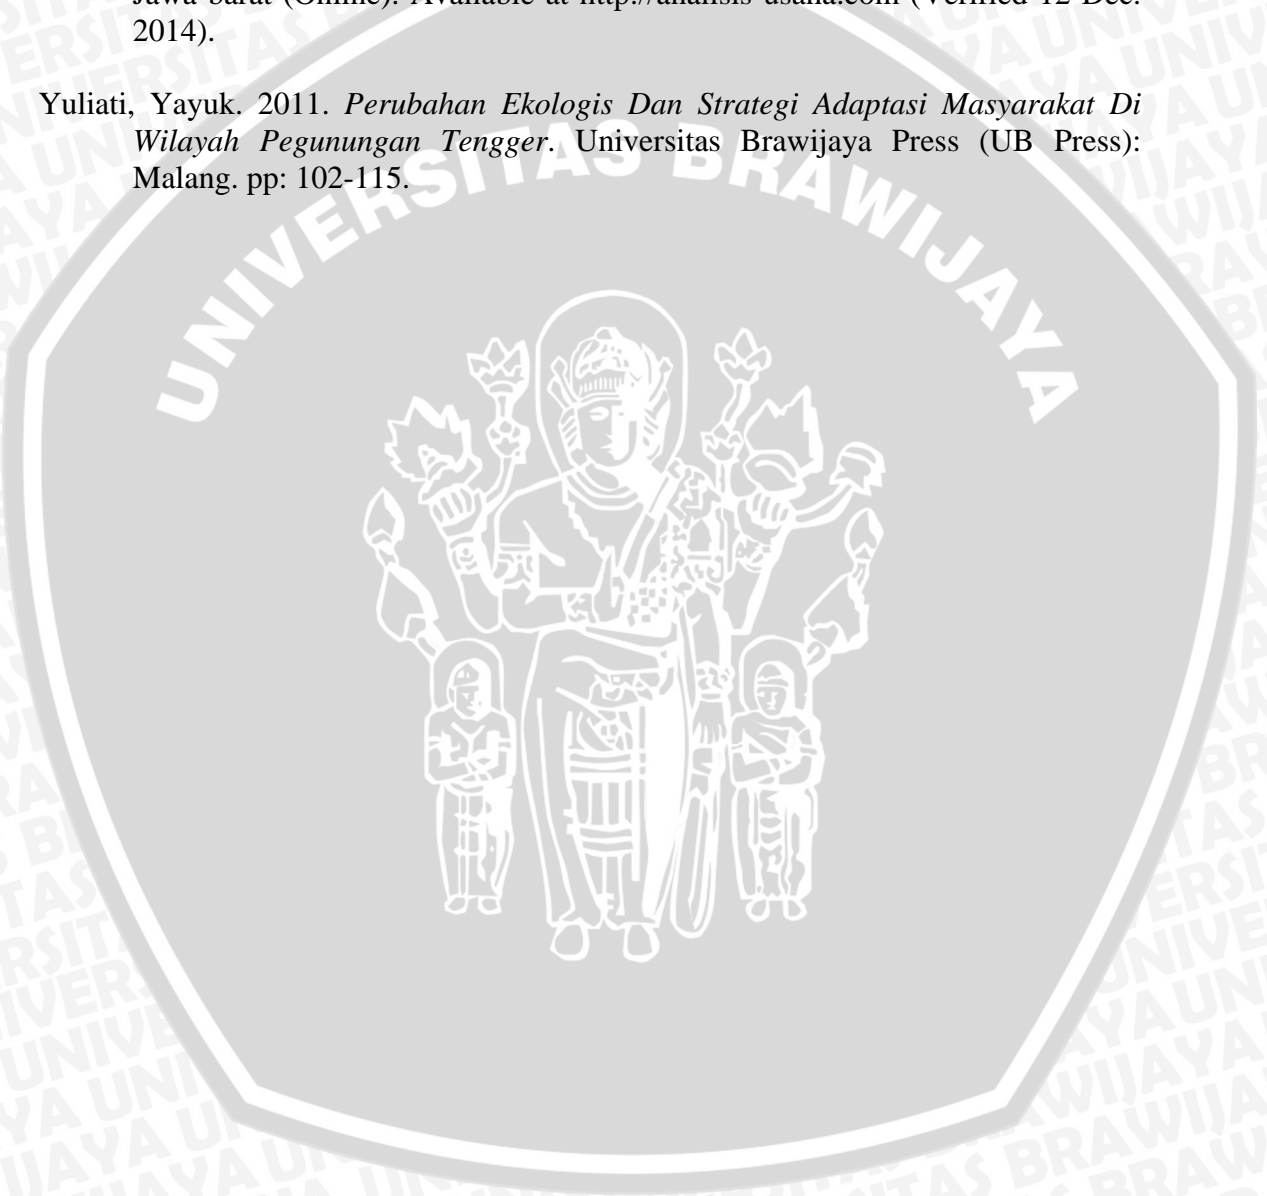 Jawa barat (Online). Available at http://analisis-usaha.com (Verified 12 Dec.
2014).
Yuliati, Yayuk. 2011. Perubahan Ekologis Dan Strategi Adaptasi Masyarakat Di
Wilayah Pegunungan Tengger. Universitas Brawijaya Press (UB Press):
Malang. pp: 102-115.
UNIVERSITAS BRAWIJAYA